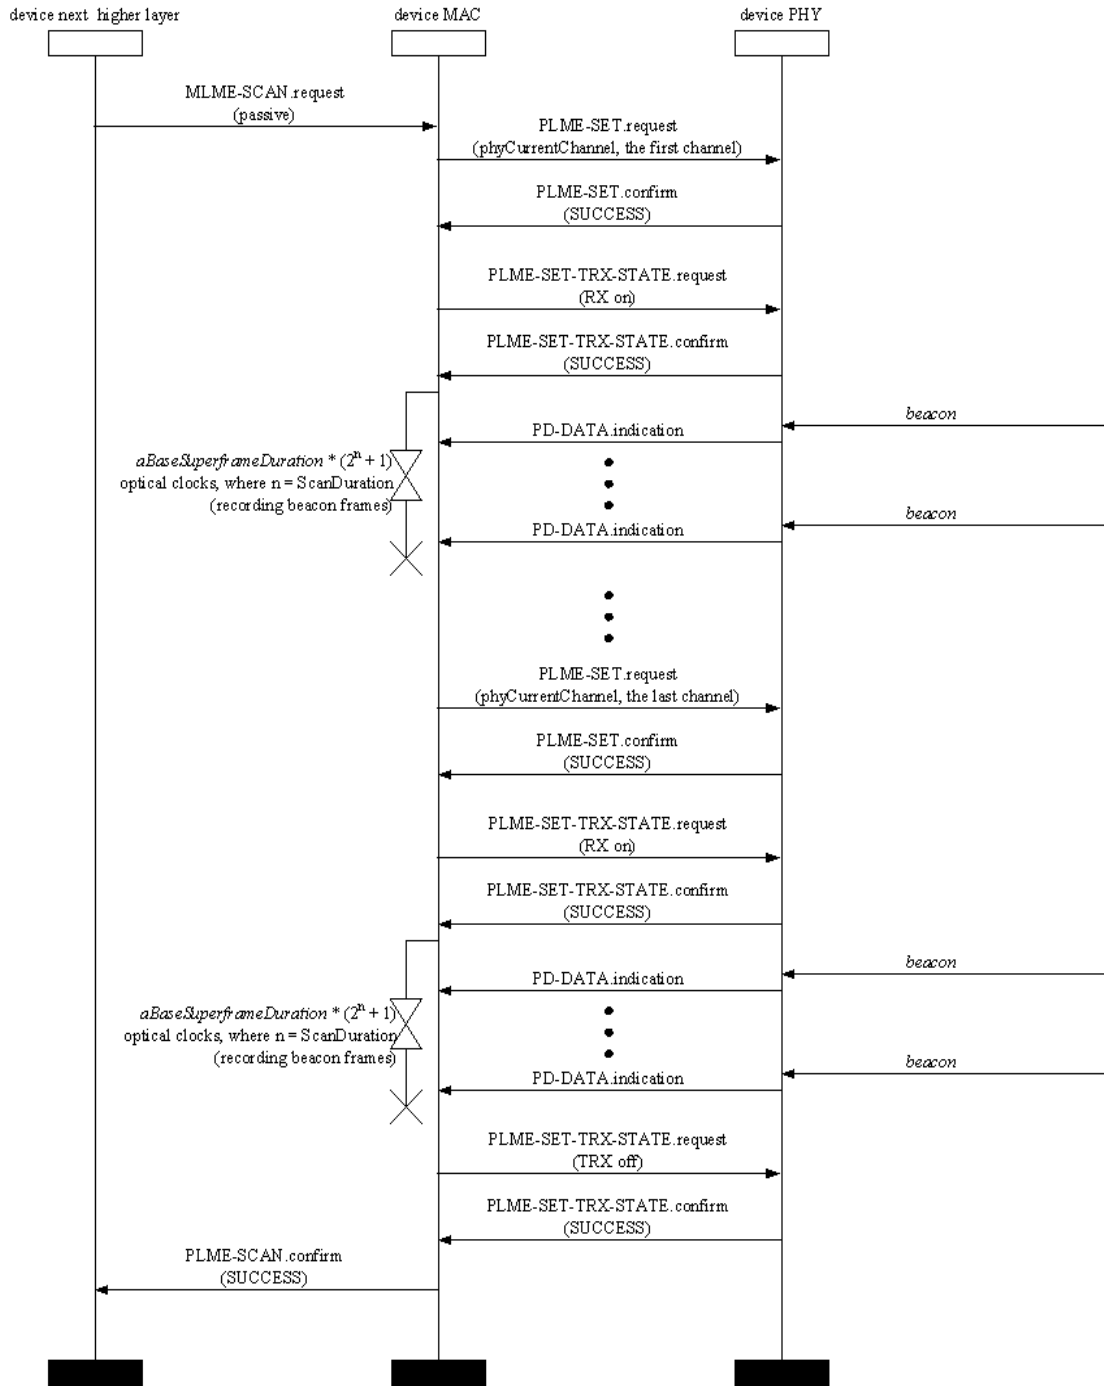 device next higher layer
device MAC
device PHY
MLME-SCAN.request
(passive)
PLME-SET.request
(phyCurrentChannel, the first channel)
PLME-SET.confirm
(SUCCESS)
PLME-SET-TRX-STATE.request
(RX on)
PLME-SET-TRX-STATE.confirm
(SUCCESS)
beacon
PD-DATA.indication
aBaseSuperframeDuration * (2^n + 1)
optical clocks, where n = ScanDuration
(recording beacon frames)
beacon
PD-DATA.indication
PLME-SET.request
(phyCurrentChannel, the last channel)
PLME-SET.confirm
(SUCCESS)
PLME-SET-TRX-STATE.request
(RX on)
PLME-SET-TRX-STATE.confirm
(SUCCESS)
beacon
PD-DATA.indication
aBaseSuperframeDuration * (2^n + 1)
optical clocks, where n = ScanDuration
(recording beacon frames)
beacon
PD-DATA.indication
PLME-SET-TRX-STATE.request
(TRX off)
PLME-SET-TRX-STATE.confirm
(SUCCESS)
PLME-SCAN.confirm
(SUCCESS)